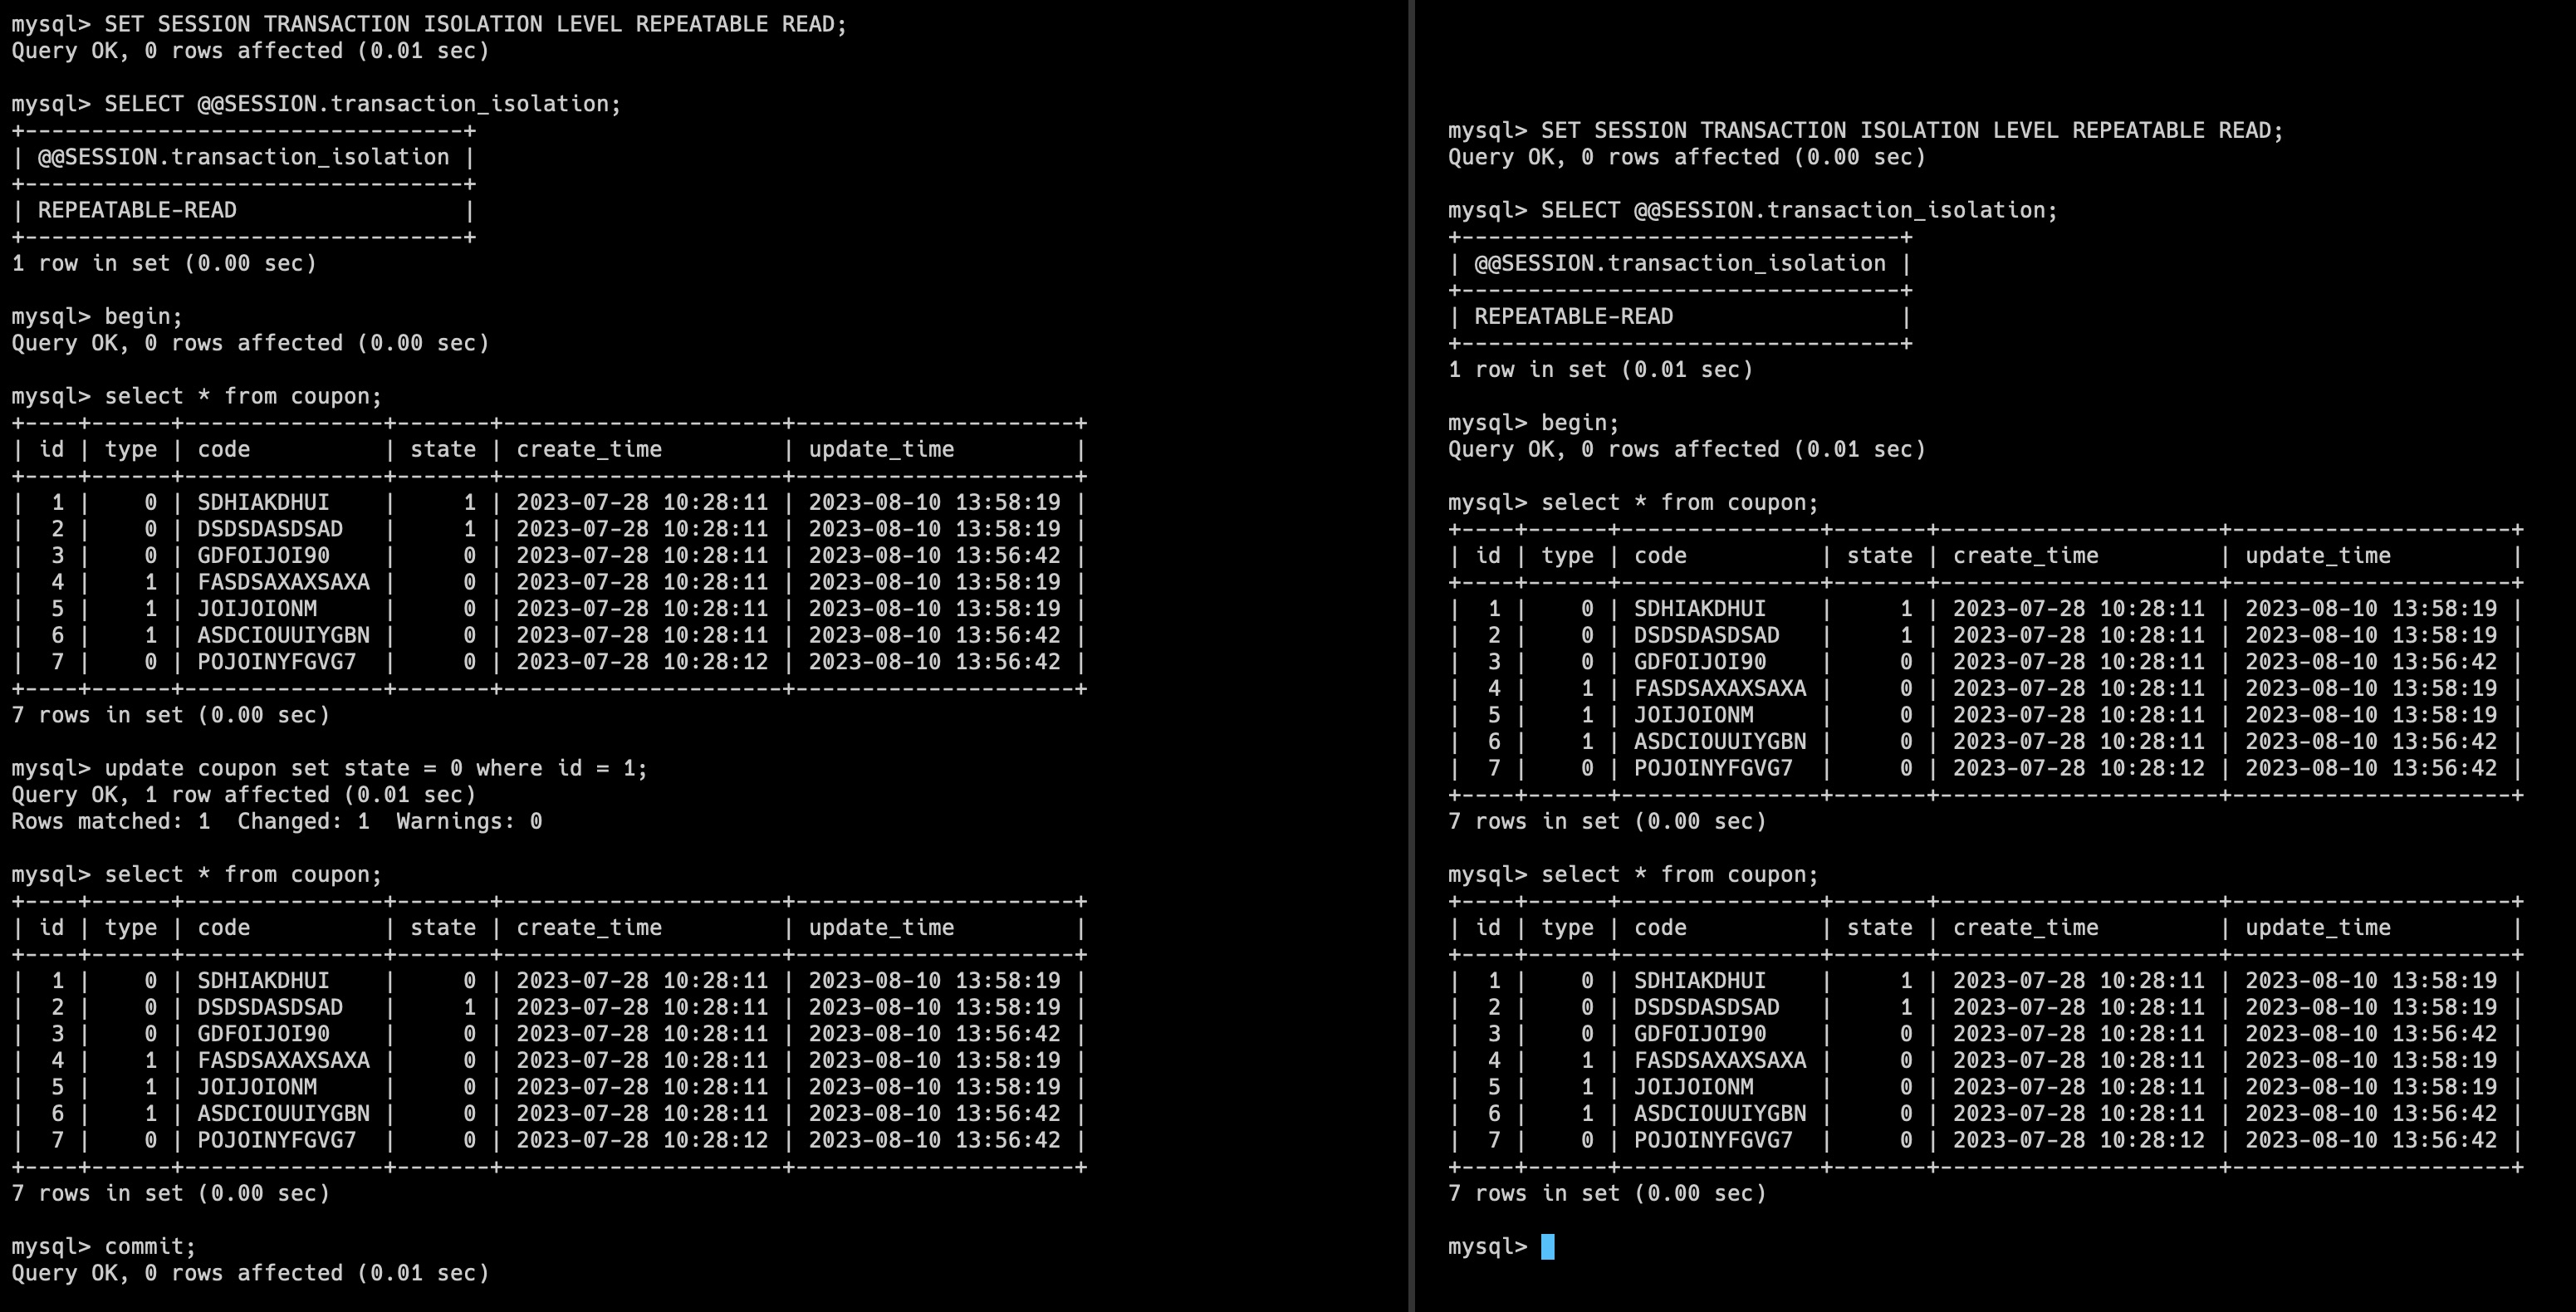 mysql> SET SESSION TRANSACTION ISOLATION LEVEL REPEATABLE READ;
Query OK, 0 rows affected (0.01 sec)

mysql> SELECT @@SESSION.transaction_isolation;
+---------------------------------+
| @@SESSION.transaction_isolation |
+---------------------------------+
| REPEATABLE-READ                 |
+---------------------------------+
1 row in set (0.00 sec)

mysql> begin;
Query OK, 0 rows affected (0.00 sec)

mysql> select * from coupon;
+----+------+---------------+-------+---------------------+---------------------+
| id | type | code          | state | create_time         | update_time         |
+----+------+---------------+-------+---------------------+---------------------+
|  1 |    0 | SDHIAKDHUI    |     1 | 2023-07-28 10:28:11 | 2023-08-10 13:58:19 |
|  2 |    0 | DSDSDASDSAD   |     1 | 2023-07-28 10:28:11 | 2023-08-10 13:58:19 |
|  3 |    0 | GDFOIJOI90    |     0 | 2023-07-28 10:28:11 | 2023-08-10 13:56:42 |
|  4 |    1 | FASDSAXAXSAXA |     0 | 2023-07-28 10:28:11 | 2023-08-10 13:58:19 |
|  5 |    1 | JOIJOIONM     |     0 | 2023-07-28 10:28:11 | 2023-08-10 13:58:19 |
|  6 |    1 | ASDCIOUUIYGBN |     0 | 2023-07-28 10:28:11 | 2023-08-10 13:56:42 |
|  7 |    0 | POJOINYFGVG7  |     0 | 2023-07-28 10:28:12 | 2023-08-10 13:56:42 |
+----+------+---------------+-------+---------------------+---------------------+
7 rows in set (0.00 sec)

mysql> update coupon set state = 0 where id = 1;
Query OK, 1 row affected (0.01 sec)
Rows matched: 1  Changed: 1  Warnings: 0

mysql> select * from coupon;
+----+------+---------------+-------+---------------------+---------------------+
| id | type | code          | state | create_time         | update_time         |
+----+------+---------------+-------+---------------------+---------------------+
|  1 |    0 | SDHIAKDHUI    |     0 | 2023-07-28 10:28:11 | 2023-08-10 13:58:19 |
|  2 |    0 | DSDSDASDSAD   |     1 | 2023-07-28 10:28:11 | 2023-08-10 13:58:19 |
|  3 |    0 | GDFOIJOI90    |     0 | 2023-07-28 10:28:11 | 2023-08-10 13:56:42 |
|  4 |    1 | FASDSAXAXSAXA |     0 | 2023-07-28 10:28:11 | 2023-08-10 13:58:19 |
|  5 |    1 | JOIJOIONM     |     0 | 2023-07-28 10:28:11 | 2023-08-10 13:58:19 |
|  6 |    1 | ASDCIOUUIYGBN |     0 | 2023-07-28 10:28:11 | 2023-08-10 13:56:42 |
|  7 |    0 | POJOINYFGVG7  |     0 | 2023-07-28 10:28:12 | 2023-08-10 13:56:42 |
+----+------+---------------+-------+---------------------+---------------------+
7 rows in set (0.00 sec)

mysql> commit;
Query OK, 0 rows affected (0.01 sec)

mysql> SET SESSION TRANSACTION ISOLATION LEVEL REPEATABLE READ;
Query OK, 0 rows affected (0.00 sec)

mysql> SELECT @@SESSION.transaction_isolation;
+---------------------------------+
| @@SESSION.transaction_isolation |
+---------------------------------+
| REPEATABLE-READ                 |
+---------------------------------+
1 row in set (0.01 sec)

mysql> begin;
Query OK, 0 rows affected (0.01 sec)

mysql> select * from coupon;
+----+------+---------------+-------+---------------------+---------------------+
| id | type | code          | state | create_time         | update_time         |
+----+------+---------------+-------+---------------------+---------------------+
|  1 |    0 | SDHIAKDHUI    |     1 | 2023-07-28 10:28:11 | 2023-08-10 13:58:19 |
|  2 |    0 | DSDSDASDSAD   |     1 | 2023-07-28 10:28:11 | 2023-08-10 13:58:19 |
|  3 |    0 | GDFOIJOI90    |     0 | 2023-07-28 10:28:11 | 2023-08-10 13:56:42 |
|  4 |    1 | FASDSAXAXSAXA |     0 | 2023-07-28 10:28:11 | 2023-08-10 13:58:19 |
|  5 |    1 | JOIJOIONM     |     0 | 2023-07-28 10:28:11 | 2023-08-10 13:58:19 |
|  6 |    1 | ASDCIOUUIYGBN |     0 | 2023-07-28 10:28:11 | 2023-08-10 13:56:42 |
|  7 |    0 | POJOINYFGVG7  |     0 | 2023-07-28 10:28:12 | 2023-08-10 13:56:42 |
+----+------+---------------+-------+---------------------+---------------------+
7 rows in set (0.00 sec)

mysql> select * from coupon;
+----+------+---------------+-------+---------------------+---------------------+
| id | type | code          | state | create_time         | update_time         |
+----+------+---------------+-------+---------------------+---------------------+
|  1 |    0 | SDHIAKDHUI    |     1 | 2023-07-28 10:28:11 | 2023-08-10 13:58:19 |
|  2 |    0 | DSDSDASDSAD   |     1 | 2023-07-28 10:28:11 | 2023-08-10 13:58:19 |
|  3 |    0 | GDFOIJOI90    |     0 | 2023-07-28 10:28:11 | 2023-08-10 13:56:42 |
|  4 |    1 | FASDSAXAXSAXA |     0 | 2023-07-28 10:28:11 | 2023-08-10 13:58:19 |
|  5 |    1 | JOIJOIONM     |     0 | 2023-07-28 10:28:11 | 2023-08-10 13:58:19 |
|  6 |    1 | ASDCIOUUIYGBN |     0 | 2023-07-28 10:28:11 | 2023-08-10 13:56:42 |
|  7 |    0 | POJOINYFGVG7  |     0 | 2023-07-28 10:28:12 | 2023-08-10 13:56:42 |
+----+------+---------------+-------+---------------------+---------------------+
7 rows in set (0.00 sec)

mysql>